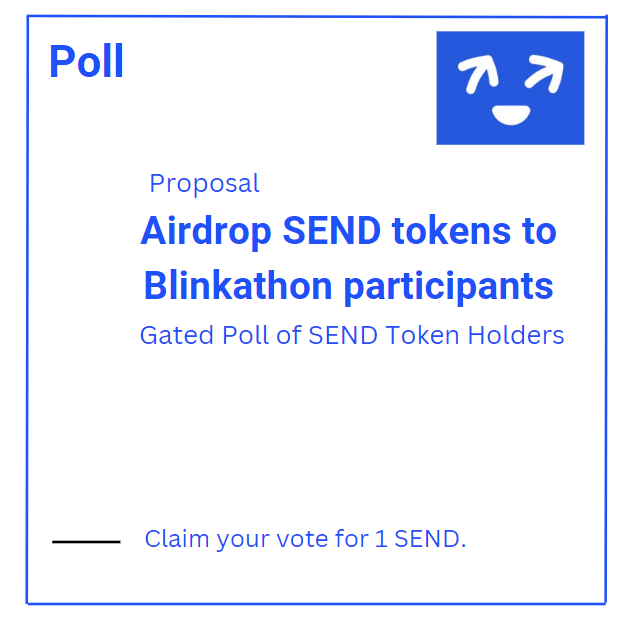 Poll
Proposal
Airdrop SEND tokens to
Blinkathon participants
Gated Poll of SEND Token Holders
Claim your vote for 1 SEND.